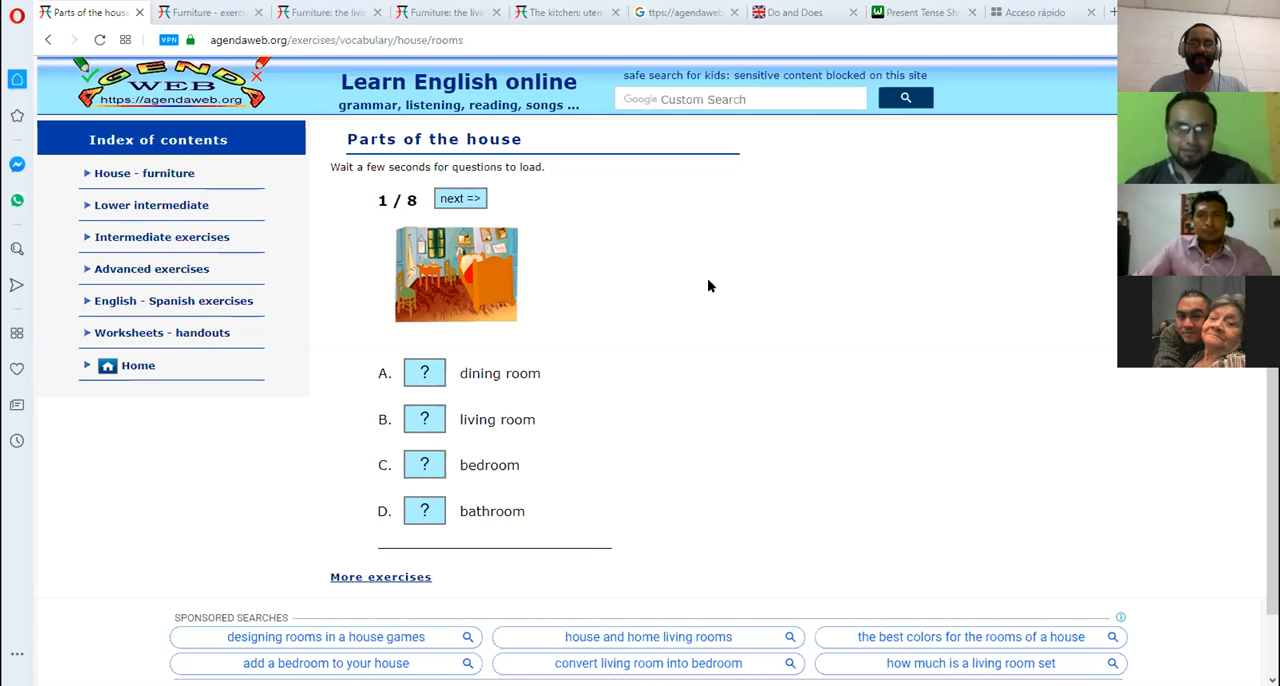 Parts of the house
Furniture - exerci
Furniture: the livi
Furniture: the livi
The kitchen: uten
ttps://agendaweb.
Do and Does
Present Tense Sh
Acceso rápido
VPN
agendaweb.org/exercises/vocabulary/house/rooms
AGENDA
WEB
https://agendaweb.org
Learn English online
grammar, listening, reading, songs ...
safe search for kids: sensitive content blocked on this site
Google Custom Search
Index of contents
House - furniture
Lower intermediate
Intermediate exercises
Advanced exercises
English - Spanish exercises
Worksheets - handouts
Home
Parts of the house
Wait a few seconds for questions to load.
1 / 8 next =>
A. ? dining room
B. ? living room
C. ? bedroom
D. ? bathroom
More exercises
SPONSORED SEARCHES
designing rooms in a house games
house and home living rooms
the best colors for the rooms of a house
add a bedroom to your house
convert living room into bedroom
how much is a living room set